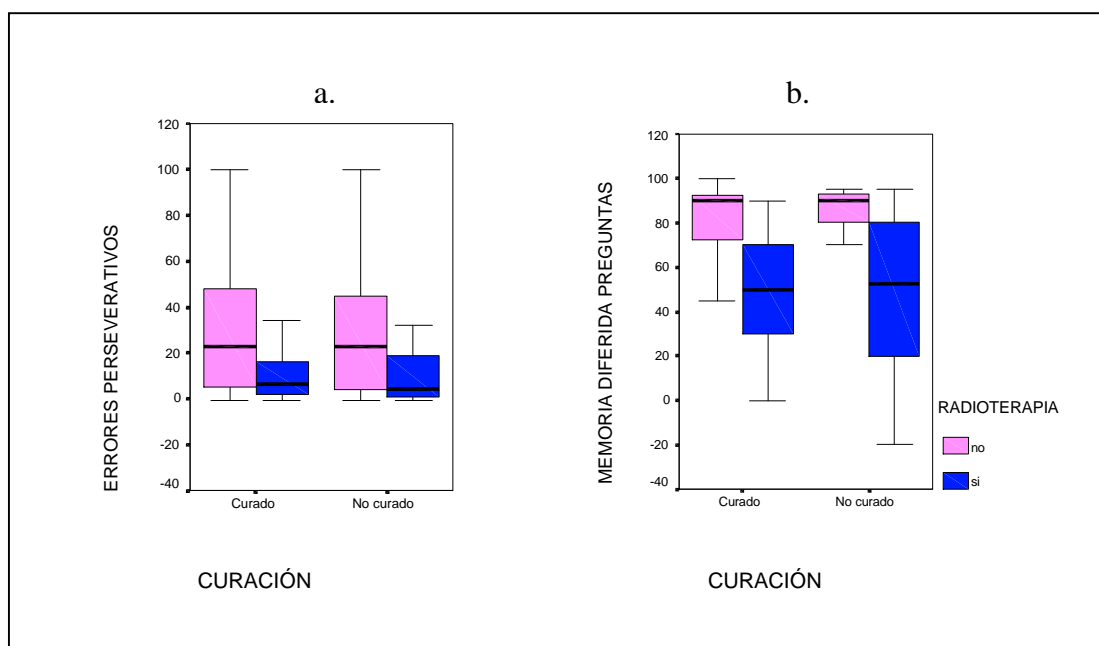 a.
ERRORES PERSEVERATIVOS
120
100
80
60
40
20
0
-20
-40
Curado
No curado
CURACIÓN
b.
MEMORIA DIFERIDA PREGUNTAS
120
100
80
60
40
20
0
-20
-40
Curado
No curado
CURACIÓN
RADIOTERAPIA
no
si